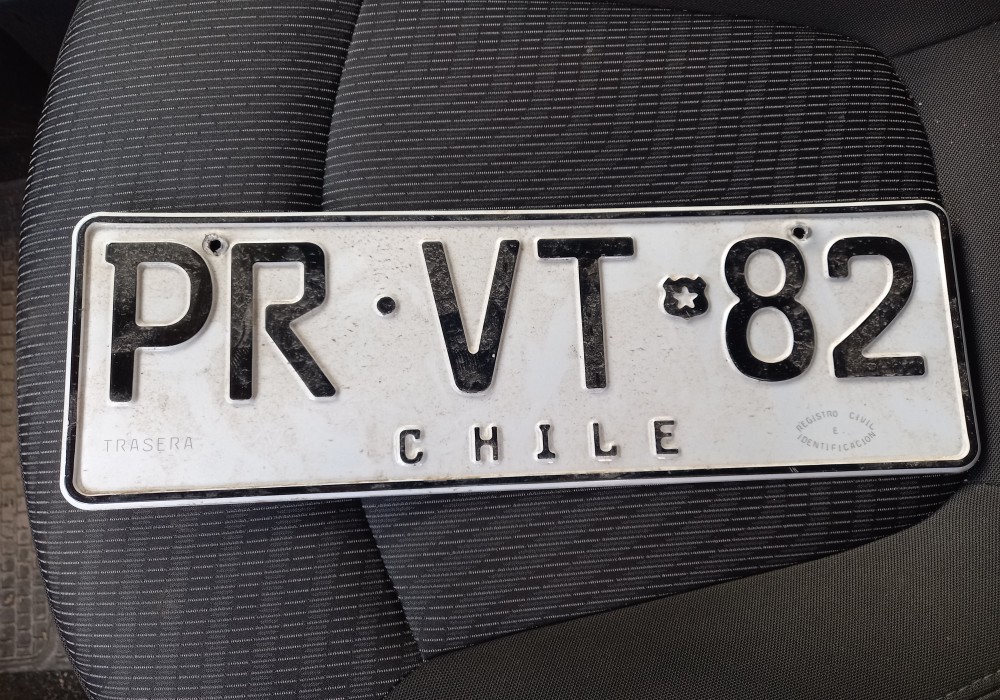 PR·VT 82
TRASERA
CHILE
REGISTRO CIVIL
E
IDENTIFICACION